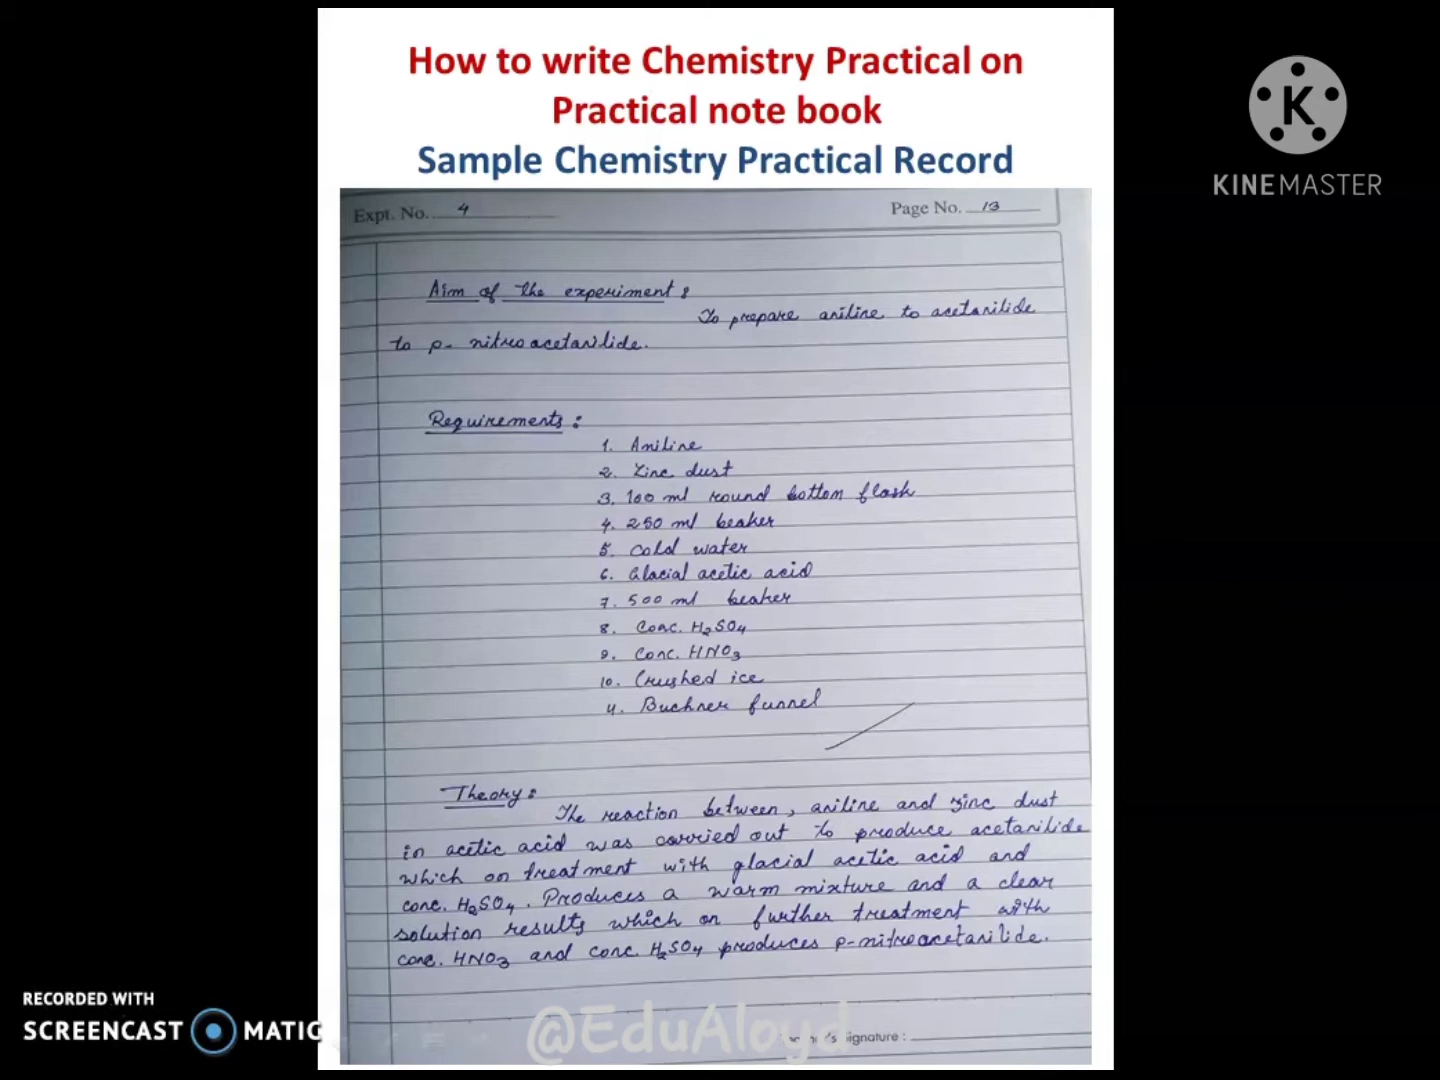 How to write Chemistry Practical on
Practical note book
Sample Chemistry Practical Record
K
KINEMASTER
Expt. No. 4
Page No. 13
Aim of the experiment :
To prepare aniline to acetanilide
to p- nitroacetanilide.
Requirements :
1. Aniline
2. Zinc dust
3. 100 ml round bottom flask
4. 250 ml beaker
5. Cold water
6. Glacial acetic acid
7. 500 ml beaker
8. Conc. H₂SO₄
9. Conc. HNO₃
10. Crushed ice
11. Buchner funnel
Theory :
The reaction between, aniline and zinc dust
in acetic acid was carried out to produce acetanilide
which on treatment with glacial acetic acid and
conc. H₂SO₄. Produces a warm mixture and a clear
solution results which on further treatment with
conc. HNO₃ and conc. H₂SO₄ produces p-nitroacetanilide.
@EduAloyd
Signature :
RECORDED WITH
SCREENCAST MATIC